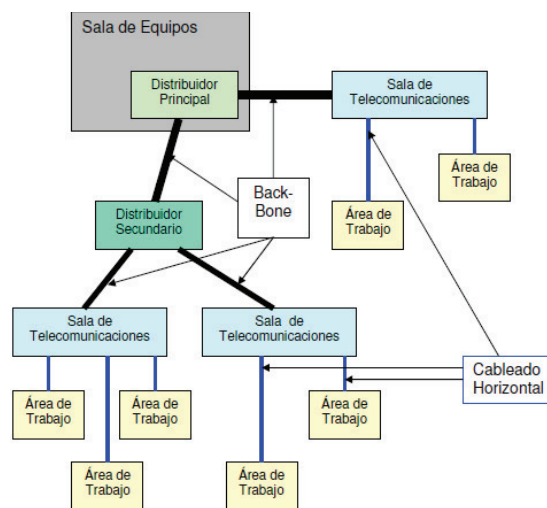 Sala de Equipos
Distribuidor
Principal
Sala de
Telecomunicaciones
Área de
Trabajo
Área de
Trabajo
Back-
Bone
Distribuidor
Secundario
Sala de
Telecomunicaciones
Sala de
Telecomunicaciones
Cableado
Horizontal
Área de
Trabajo
Área de
Trabajo
Área de
Trabajo
Área de
Trabajo
Área de
Trabajo